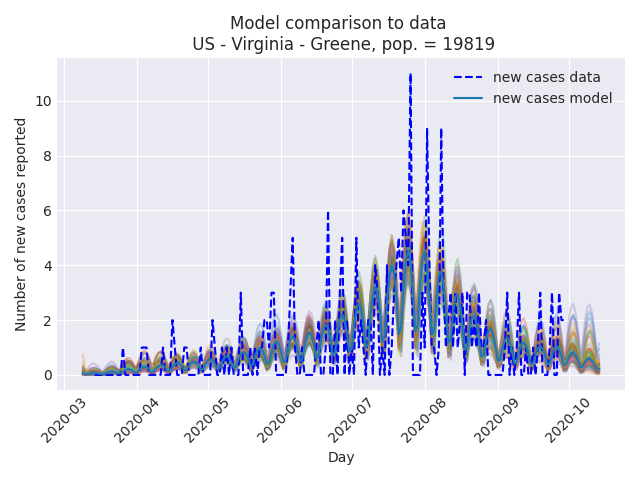 Model comparison to data
US - Virginia - Greene, pop. = 19819
new cases data
new cases model
Number of new cases reported
10
8
6
4
2
0
2020-03
2020-04
2020-05
2020-06
2020-07
2020-08
2020-09
2020-10
Day